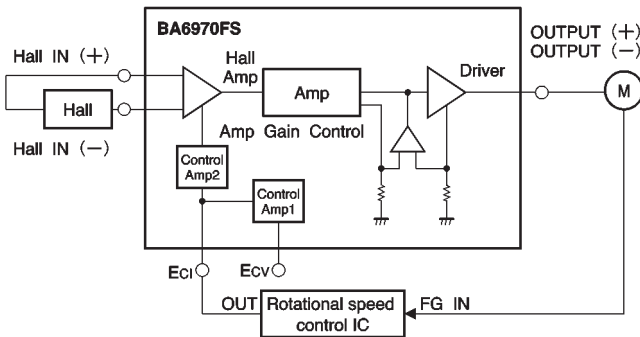 BA6970FS
OUTPUT (+)
OUTPUT (−)
Hall IN (+)
Hall
Amp
Driver
Amp
M
Hall
Amp Gain Control
Hall IN (−)
Control
Amp2
Control
Amp1
ECI
ECV
OUT
Rotational speed
control IC
FG IN